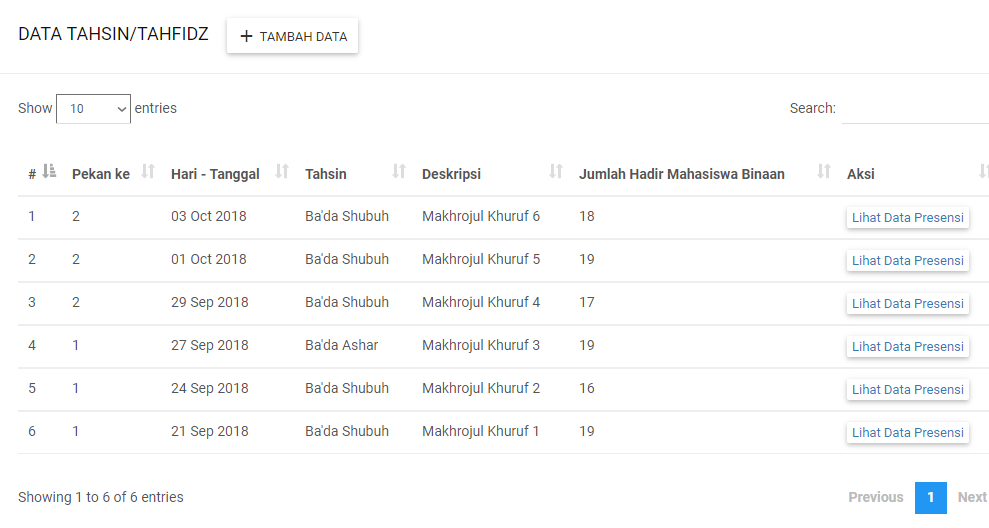 DATA TAHSIN/TAHFIDZ + TAMBAH DATA
Show 10 entries Search:
# Pekan ke Hari - Tanggal Tahsin Deskripsi Jumlah Hadir Mahasiswa Binaan Aksi
1 2 03 Oct 2018 Ba'da Shubuh Makhrojul Khuruf 6 18 Lihat Data Presensi
2 2 01 Oct 2018 Ba'da Shubuh Makhrojul Khuruf 5 19 Lihat Data Presensi
3 2 29 Sep 2018 Ba'da Shubuh Makhrojul Khuruf 4 17 Lihat Data Presensi
4 1 27 Sep 2018 Ba'da Ashar Makhrojul Khuruf 3 19 Lihat Data Presensi
5 1 24 Sep 2018 Ba'da Shubuh Makhrojul Khuruf 2 16 Lihat Data Presensi
6 1 21 Sep 2018 Ba'da Shubuh Makhrojul Khuruf 1 19 Lihat Data Presensi
Showing 1 to 6 of 6 entries Previous 1 Next